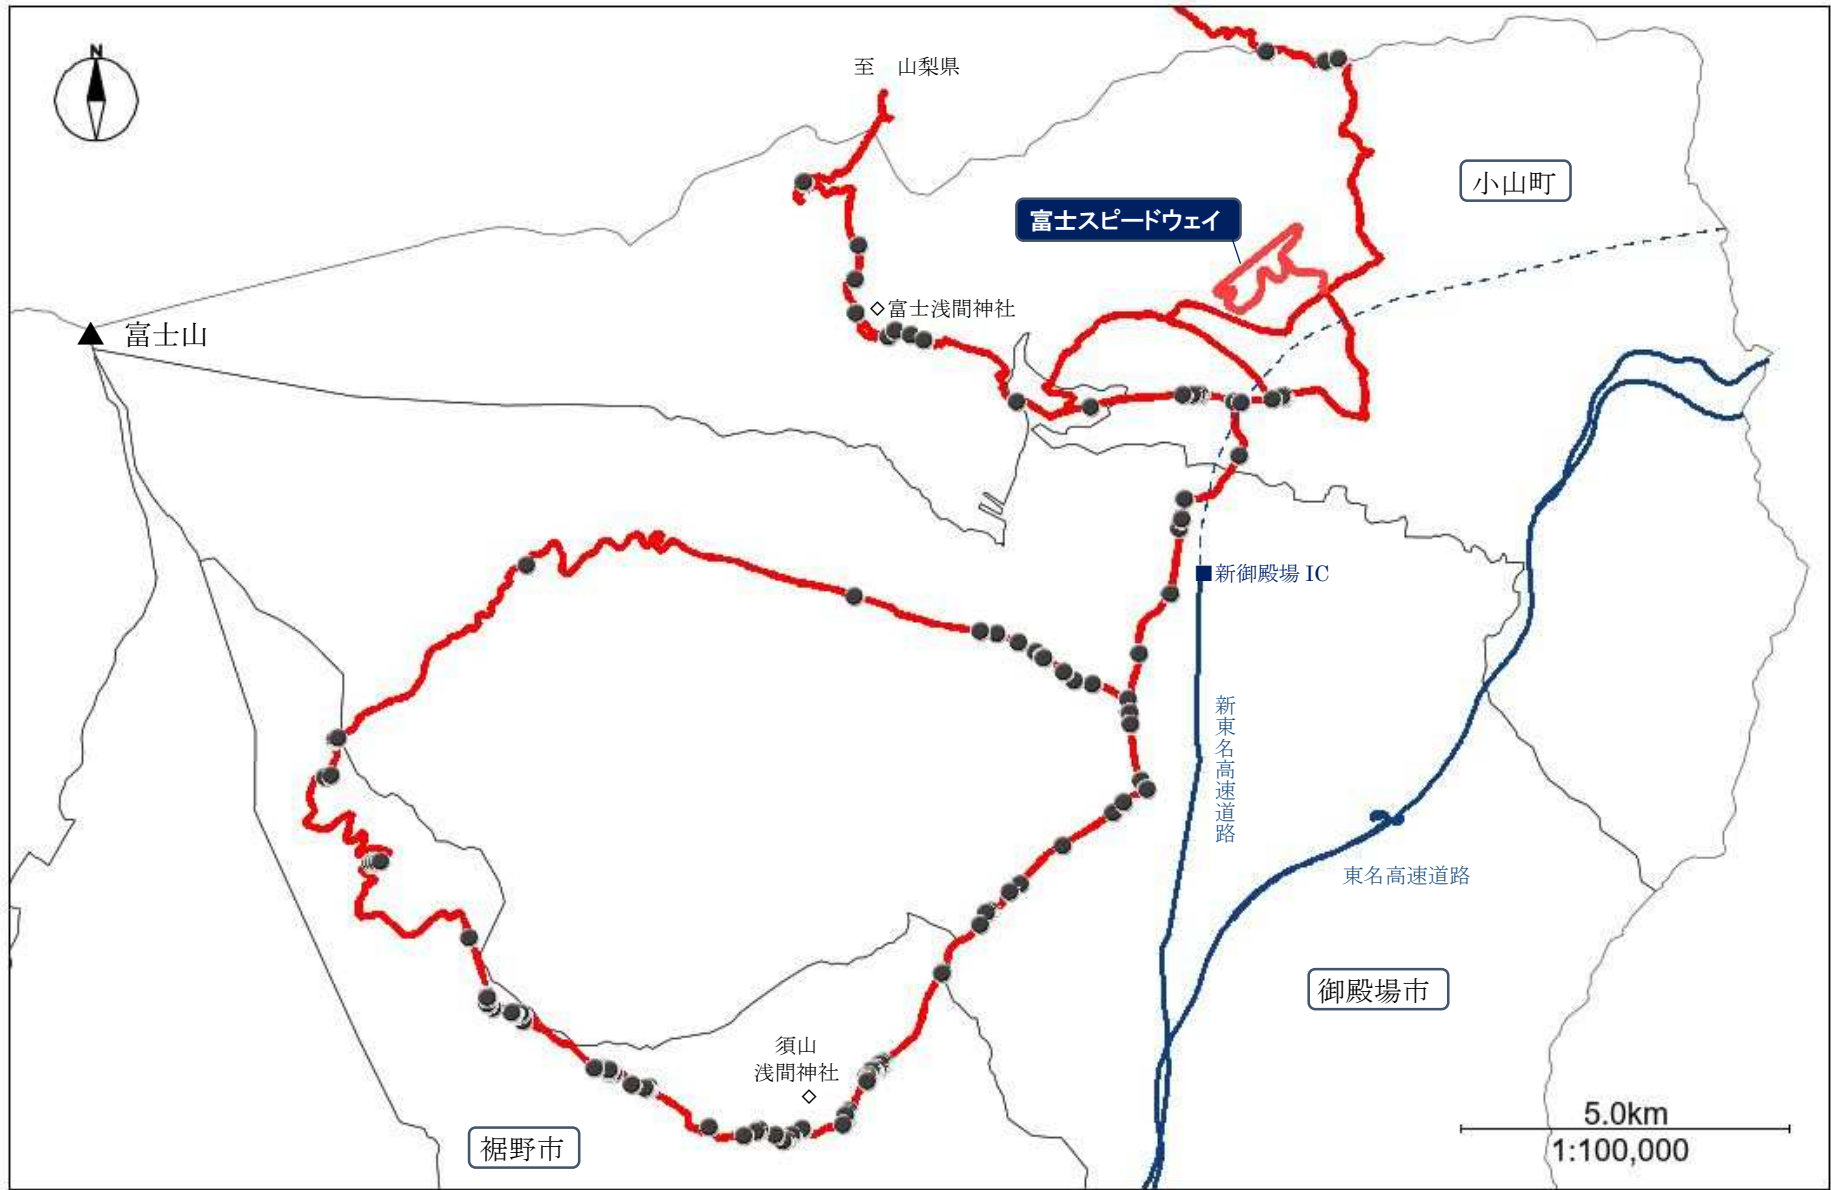 N
至 山梨県
小山町
富士スピードウェイ
◇富士浅間神社
富士山
新御殿場 IC
新東名高速道路
東名高速道路
御殿場市
須山
浅間神社
裾野市
5.0km
1:100,000